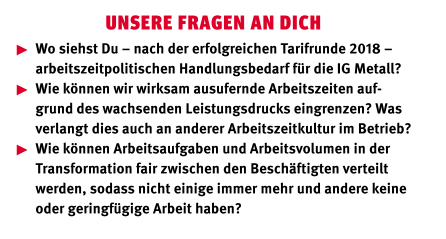 UNSERE FRAGEN AN DICH
▶ Wo siehst Du – nach der erfolgreichen Tarifrunde 2018 –
arbeitszeitpolitischen Handlungsbedarf für die IG Metall?
▶ Wie können wir wirksam ausufernde Arbeitszeiten auf-
grund des wachsenden Leistungsdrucks eingrenzen? Was
verlangt dies auch an anderer Arbeitszeitkultur im Betrieb?
▶ Wie können Arbeitsaufgaben und Arbeitsvolumen in der
Transformation fair zwischen den Beschäftigten verteilt
werden, sodass nicht einige immer mehr und andere keine
oder geringfügige Arbeit haben?